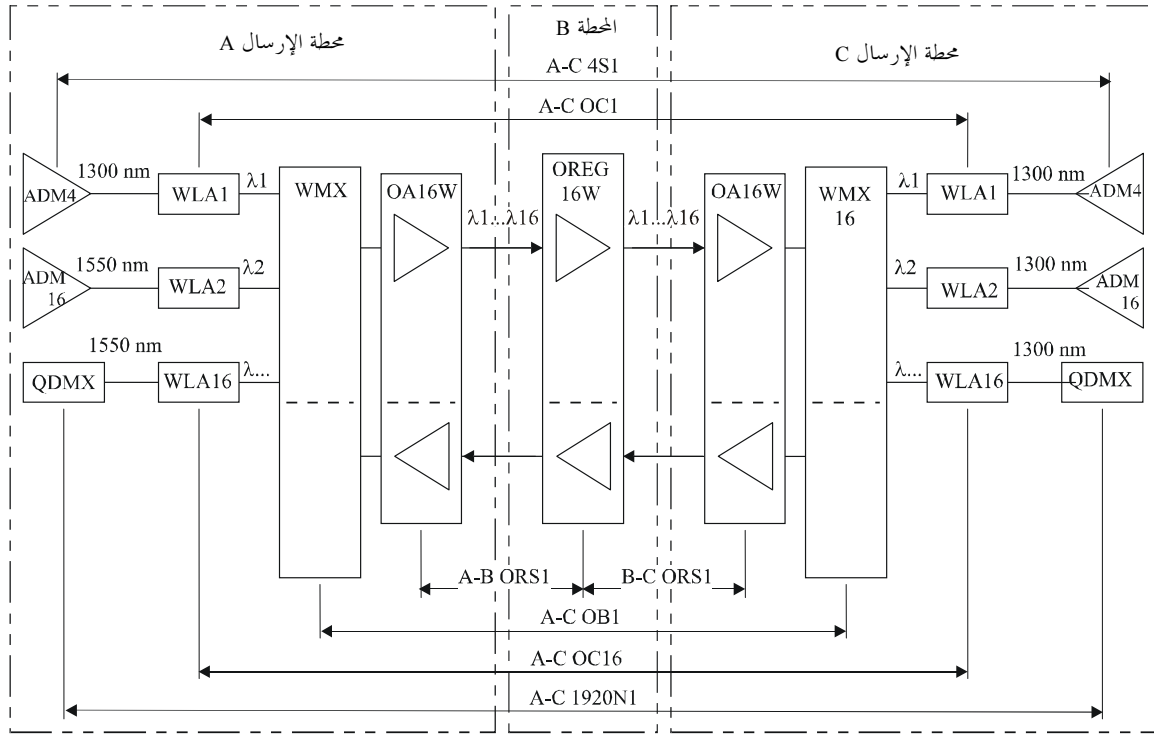 محطة الإرسال A
المحطة B
محطة الإرسال C
A-C 4S1
A-C OC1
1300 nm
ADM4
WLA1
λ1
WMX
OA16W
λ1...λ16
OREG
16W
λ1...λ16
OA16W
WMX
16
λ1
WLA1
1300 nm
ADM4
1550 nm
ADM
16
WLA2
λ2
λ2
WLA2
1300 nm
ADM
16
1550 nm
QDMX
WLA16
λ...
λ...
WLA16
1300 nm
QDMX
A-B ORS1
B-C ORS1
A-C OB1
A-C OC16
A-C 1920N1